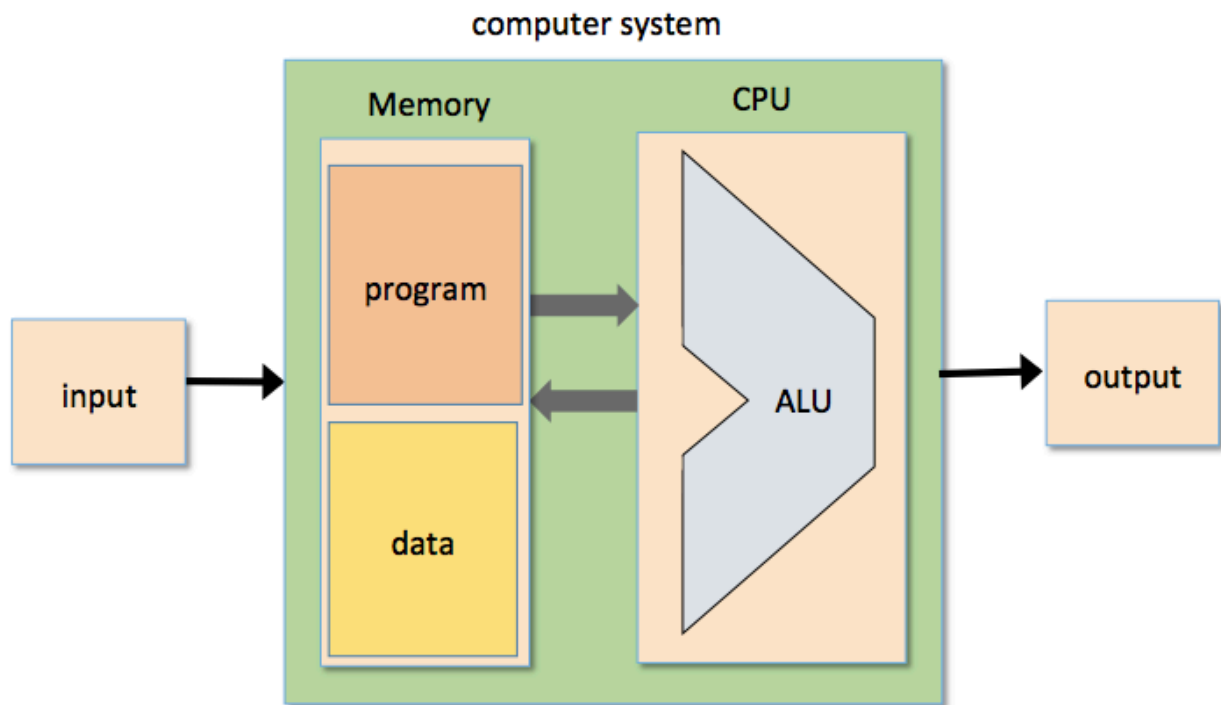 computer system
Memory
CPU
program
input
ALU
output
data